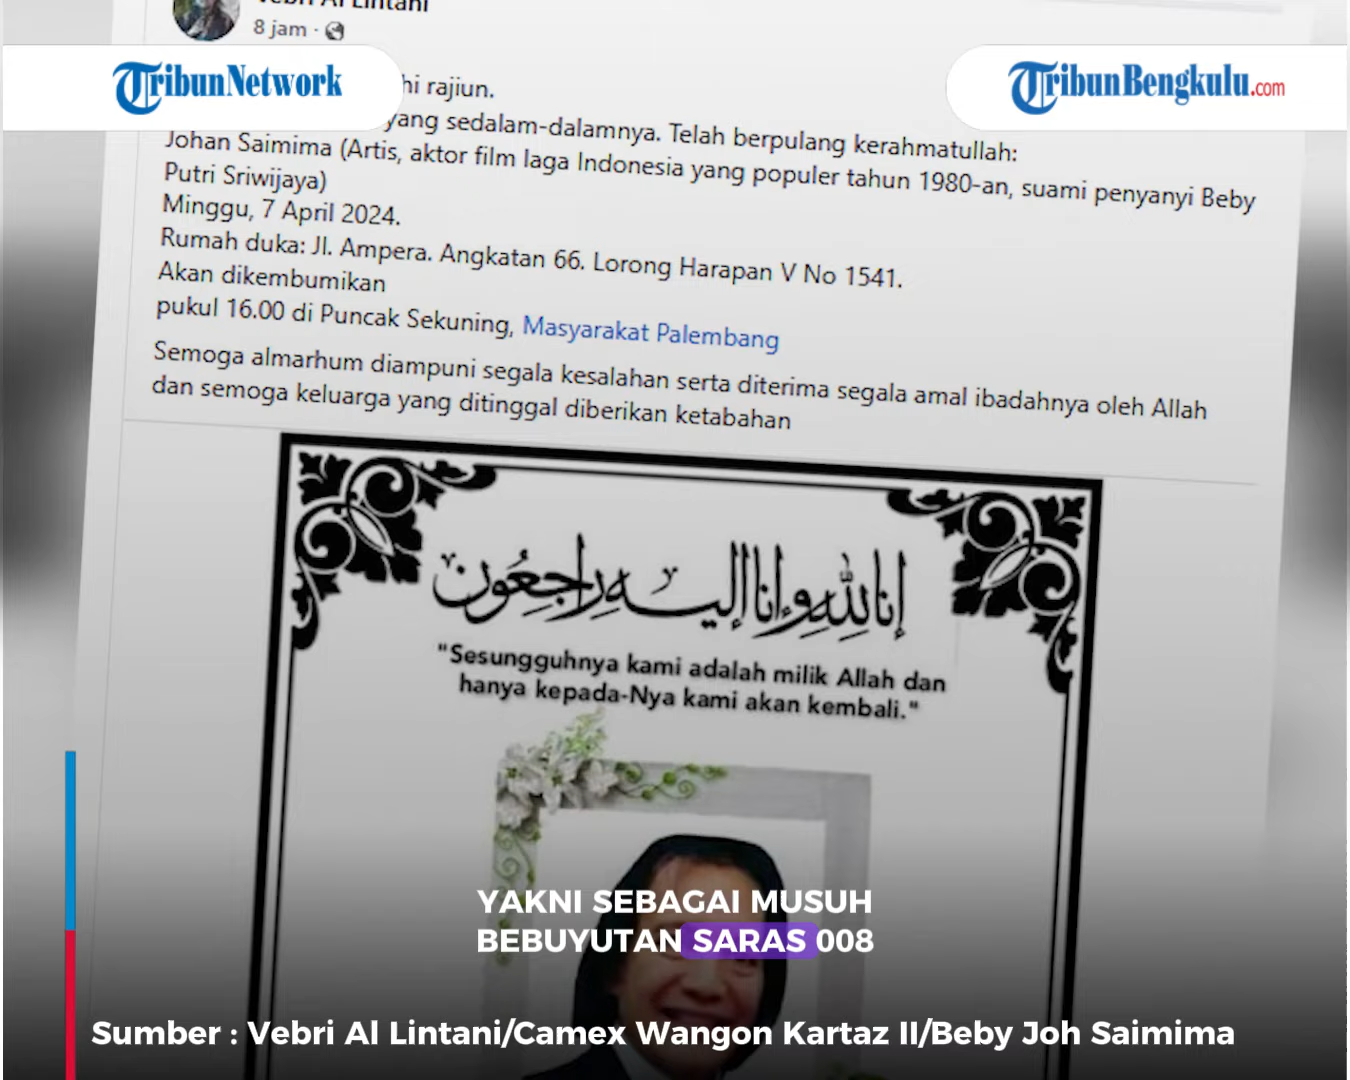 Vebri Al Lintani
8 jam ·
TribunNetwork
TribunBengkulu.com
hi rajiun.
yang sedalam-dalamnya. Telah berpulang kerahmatullah:
Johan Saimima (Artis, aktor film laga Indonesia yang populer tahun 1980-an, suami penyanyi Beby
Putri Sriwijaya)
Minggu, 7 April 2024.
Rumah duka: Jl. Ampera. Angkatan 66. Lorong Harapan V No 1541.
Akan dikembumikan
pukul 16.00 di Puncak Sekuning, Masyarakat Palembang
Semoga almarhum diampuni segala kesalahan serta diterima segala amal ibadahnya oleh Allah
dan semoga keluarga yang ditinggal diberikan ketabahan
إنا لله وإنا إليه راجعون
"Sesungguhnya kami adalah milik Allah dan
hanya kepada-Nya kami akan kembali."
YAKNI SEBAGAI MUSUH
BEBUYUTAN SARAS 008
Sumber : Vebri Al Lintani/Camex Wangon Kartaz II/Beby Joh Saimima